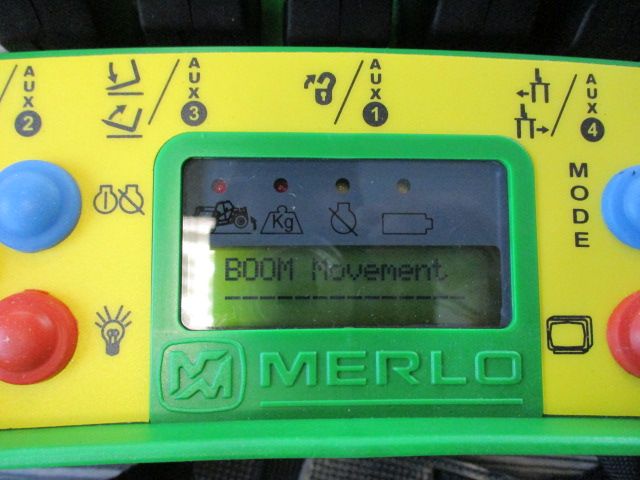 AUX 2
AUX 3
AUX 1
AUX 4
MODE
Kg
BOOM Movement
----------------
MERLO